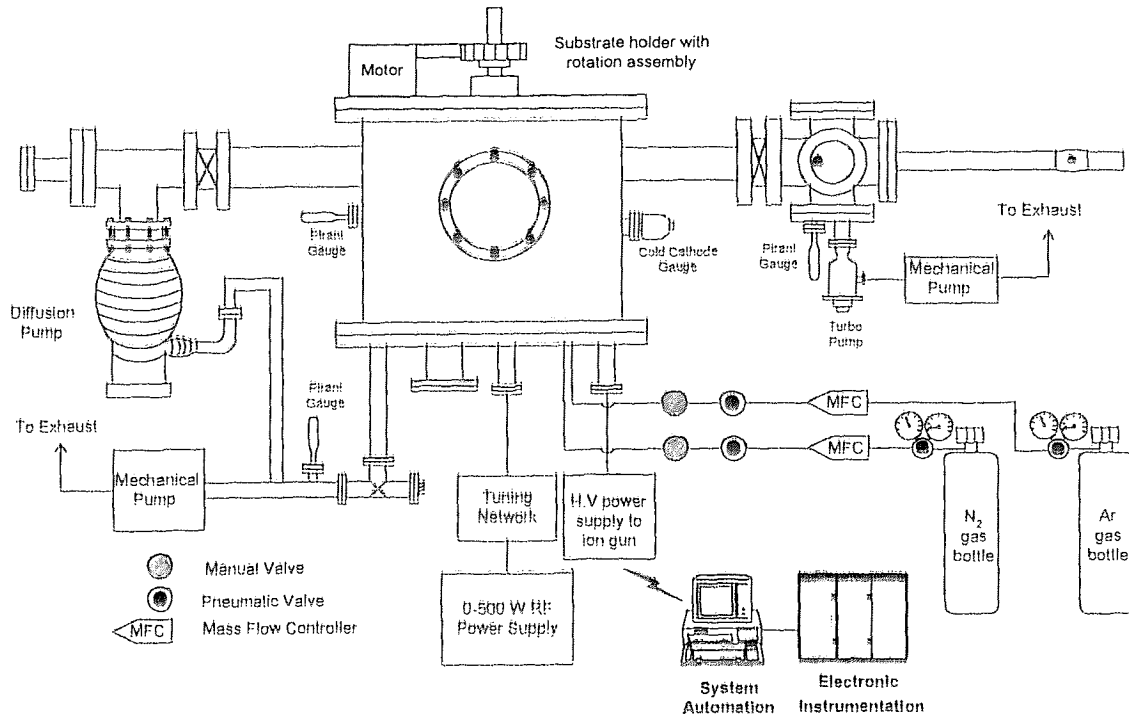 Substrate holder with
rotation assembly
Motor
To Exhaust
Pirani
Gauge
Cold Cathode
Gauge
Pirani
Gauge
Mechanical
Pump
Diffusion
Pump
Turbo
Pump
Pirani
Gauge
MFC
To Exhaust
MFC
Mechanical
Pump
Tuning
Network
H.V power
supply to
ion gun
N2
gas
bottle
Ar
gas
bottle
Manual Valve
Pneumatic Valve
MFC
Mass Flow Controller
0-500 W RF
Power Supply
System
Automation
Electronic
Instrumentation